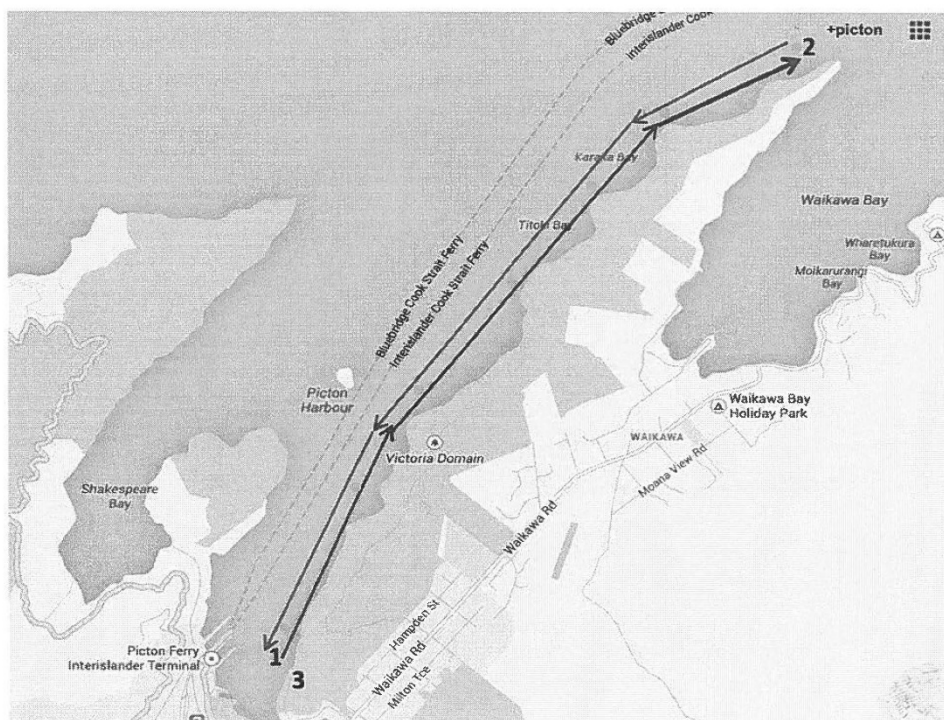 +picton
2
Bluebridge
Interislander Cook
Karaka Bay
Waikawa Bay
Titoki Bay
Wharetukura
Bay
Moikarurangi
Bay
Bluebridge Cook Strait Ferry
Interislander Cook Strait Ferry
Picton
Harbour
Waikawa Bay
Holiday Park
WAIKAWA
Victoria Domain
Moana View Rd
Shakespeare
Bay
Waikawa Rd
Hampden St
Picton Ferry
Interislander Terminal
Waikawa Rd
Milton Tce
1
3